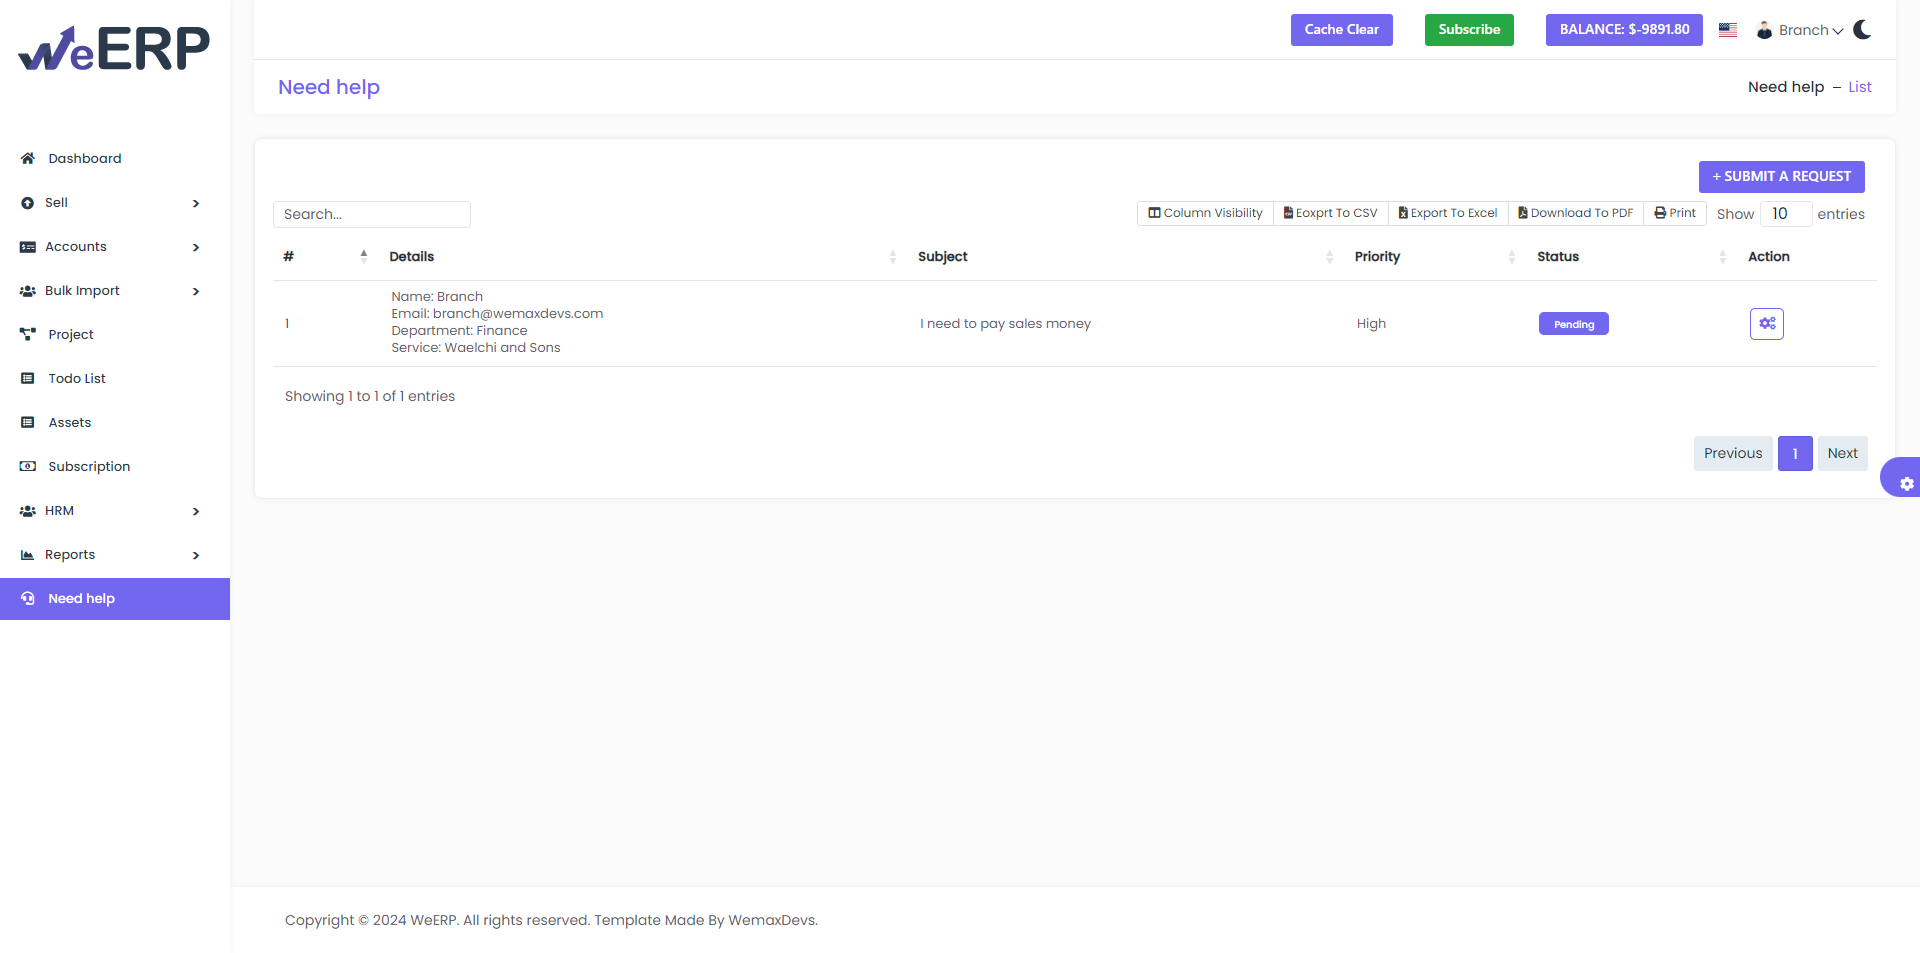 WeERP
Cache Clear
Subscribe
BALANCE: $-9891.80
Branch
Need help
Need help – List
Dashboard
Sell
Accounts
Bulk Import
Project
Todo List
Assets
Subscription
HRM
Reports
Need help
+ SUBMIT A REQUEST
Search...
Column Visibility
Eoxprt To CSV
Export To Excel
Download To PDF
Print
Show 10 entries
# Details Subject Priority Status Action
Name: Branch
Email: branch@wemaxdevs.com
1 I need to pay sales money High Pending
Department: Finance
Service: Waelchi and Sons
Showing 1 to 1 of 1 entries
Previous 1 Next
Copyright © 2024 WeERP. All rights reserved. Template Made By WemaxDevs.